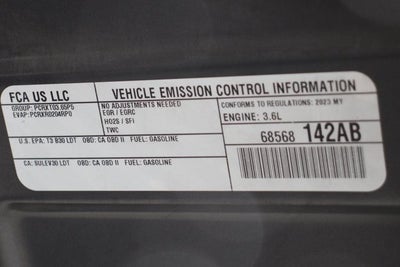 FCA US LLC
VEHICLE EMISSION CONTROL INFORMATION
GROUP: PCRXT03.65P0
EVAP: PCRXR0204RP0
NO ADJUSTMENTS NEEDED
EGR / EGRC
HO2S / SFI
TWC
CONFORMS TO REGULATIONS: 2023 MY
ENGINE: 3.6L
68568 142AB
U.S. EPA: T3 B30 LDT OBD: CA OBD II FUEL: GASOLINE
CA: SULEV30 LDT OBD: CA OBD II FUEL: GASOLINE